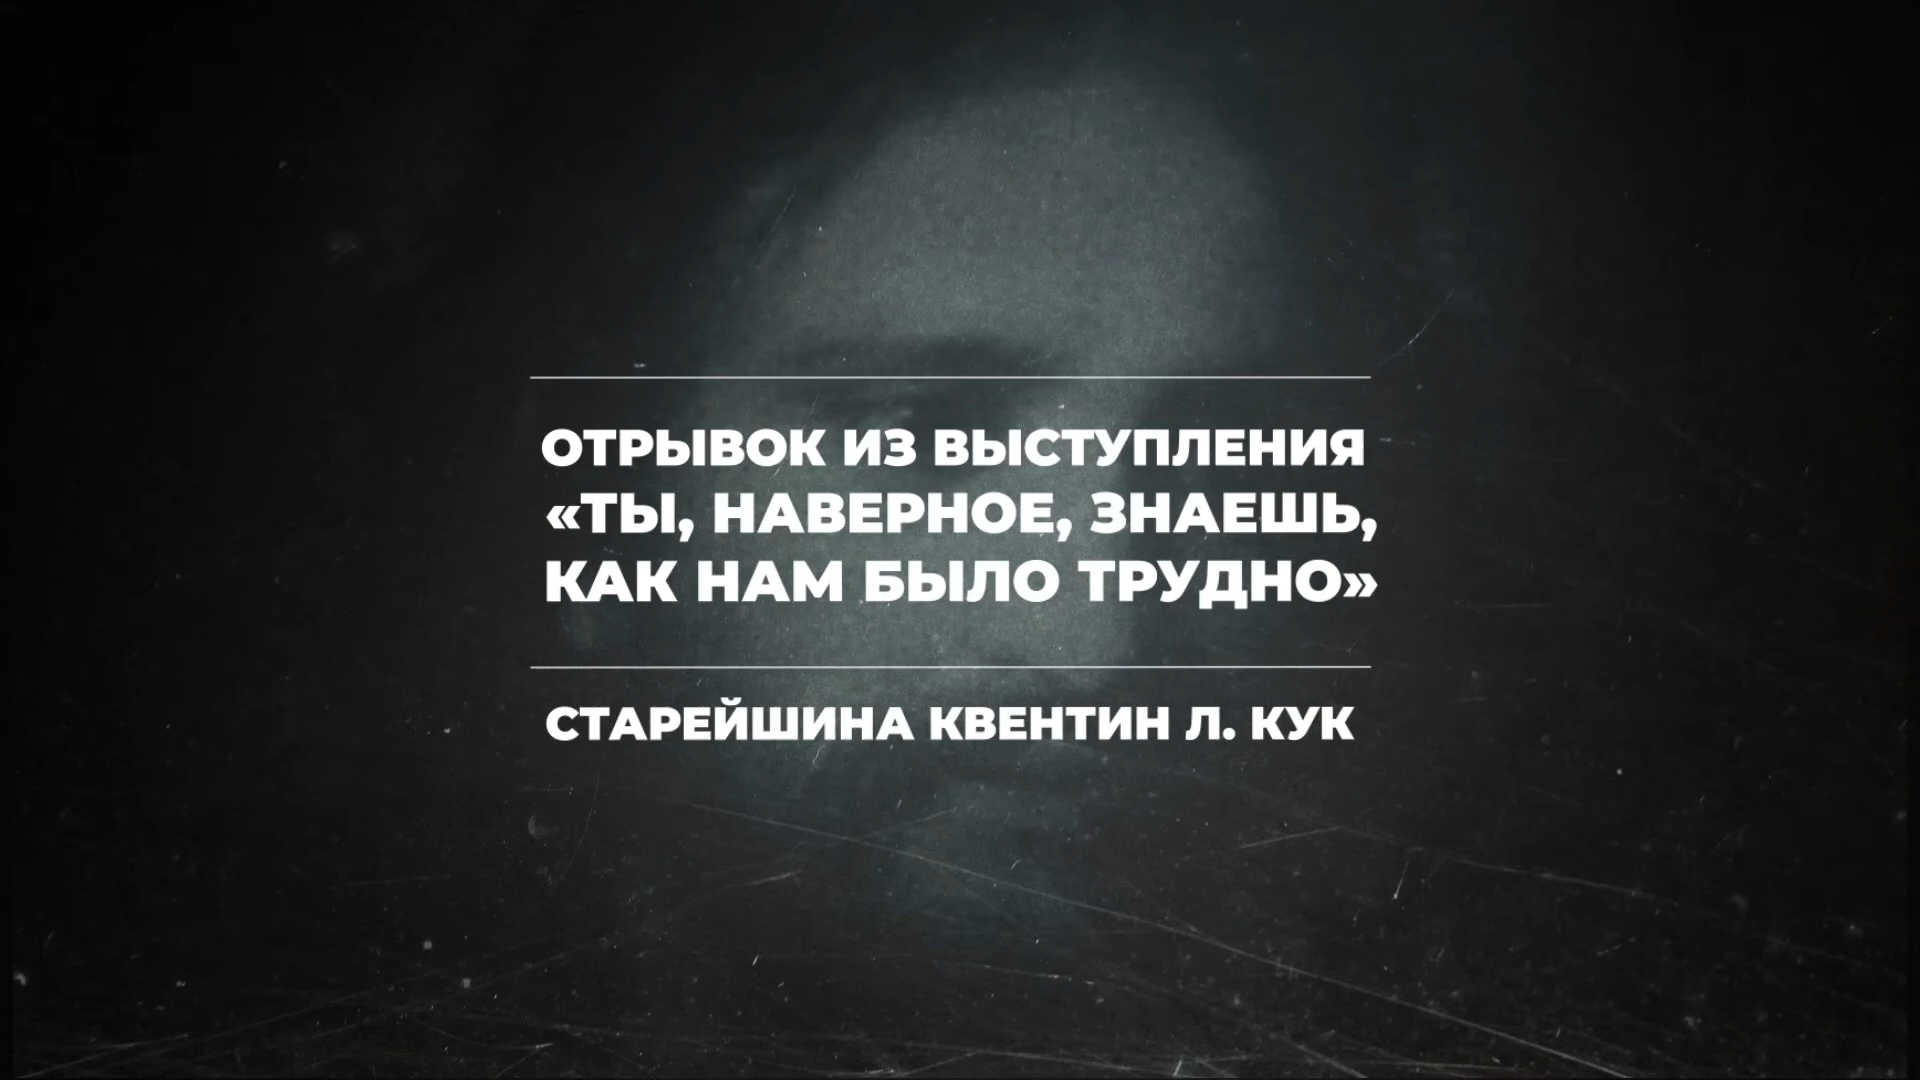 ОТРЫВОК ИЗ ВЫСТУПЛЕНИЯ
«ТЫ, НАВЕРНОЕ, ЗНАЕШЬ,
КАК НАМ БЫЛО ТРУДНО»
СТАРЕЙШИНА КВЕНТИН Л. КУК